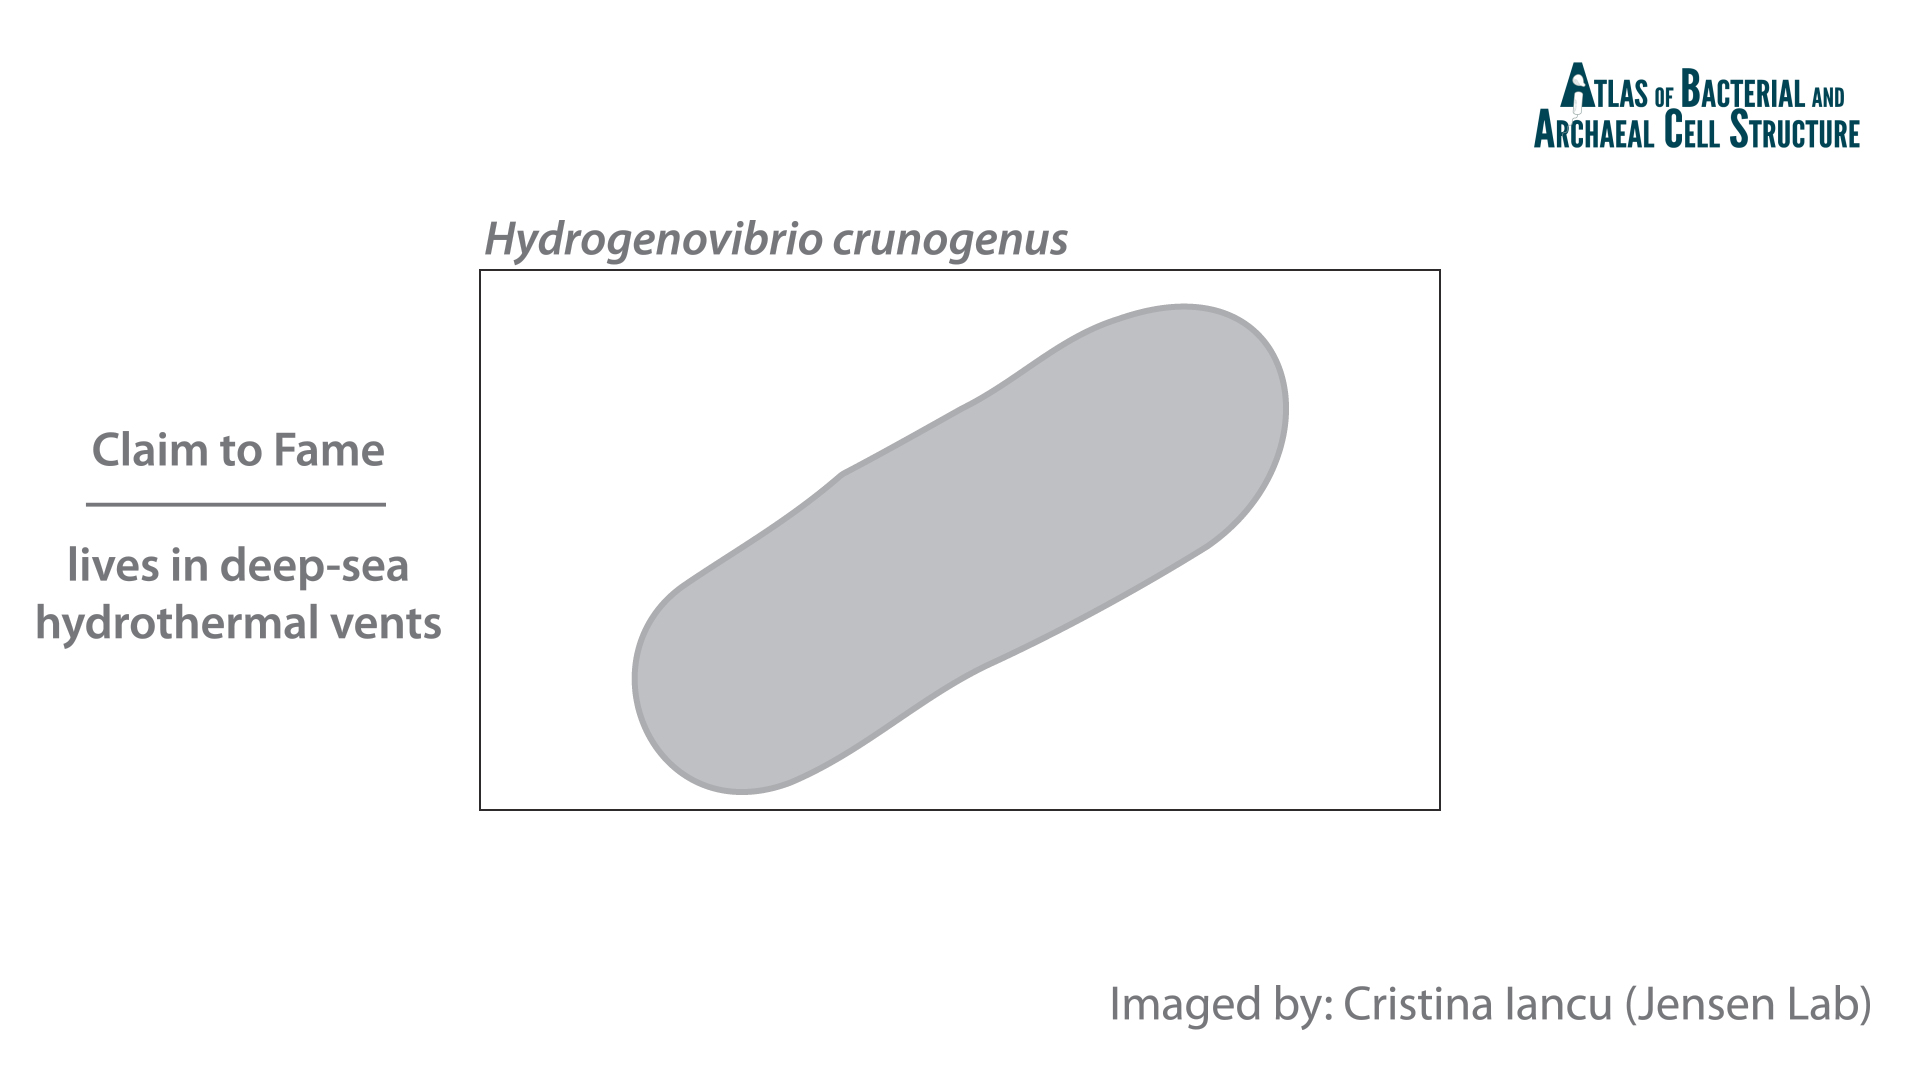 ATLAS OF BACTERIAL AND
ARCHAEAL CELL STRUCTURE
Hydrogenovibrio crunogenus
Claim to Fame
lives in deep-sea
hydrothermal vents
Imaged by: Cristina Iancu (Jensen Lab)